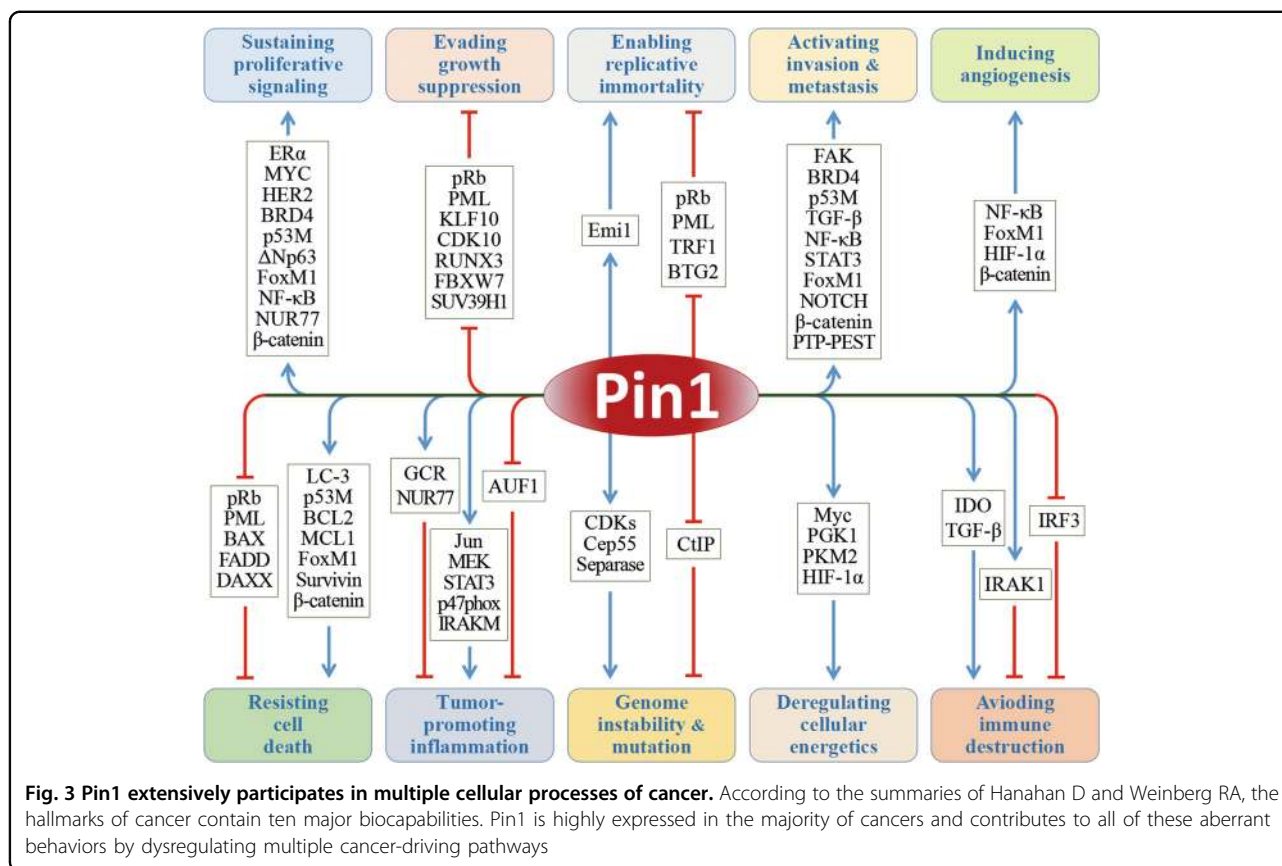 Sustaining
proliferative
signaling
Evading
growth
suppression
Enabling
replicative
immortality
Activating
invasion &
metastasis
Inducing
angiogenesis
ERα
MYC
HER2
BRD4
p53M
ΔNp63
FoxM1
NF-κB
NUR77
β-catenin
pRb
PML
KLF10
CDK10
RUNX3
FBXW7
SUV39H1
Emi1
pRb
PML
TRF1
BTG2
FAK
BRD4
p53M
TGF-β
NF-κB
STAT3
FoxM1
NOTCH
β-catenin
PTP-PEST
NF-κB
FoxM1
HIF-1α
β-catenin
Pin1
pRb
PML
BAX
FADD
DAXX
LC-3
p53M
BCL2
MCL1
FoxM1
Survivin
β-catenin
GCR
NUR77
Jun
MEK
STAT3
p47phox
IRAKM
AUF1
CDKs
Cep55
Separase
CtIP
Myc
PGK1
PKM2
HIF-1α
IDO
TGF-β
IRAK1
IRF3
Resisting
cell
death
Tumor-
promoting
inflammation
Genome
instability &
mutation
Deregulating
cellular
energetics
Avioding
immune
destruction
Fig. 3 Pin1 extensively participates in multiple cellular processes of cancer. According to the summaries of Hanahan D and Weinberg RA, the
hallmarks of cancer contain ten major biocapabilities. Pin1 is highly expressed in the majority of cancers and contributes to all of these aberrant
behaviors by dysregulating multiple cancer-driving pathways